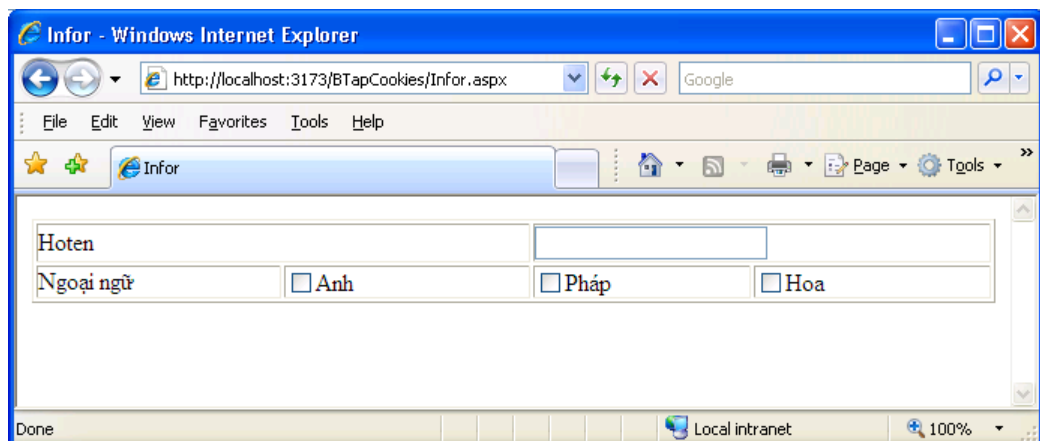 Infor - Windows Internet Explorer
http://localhost:3173/BTapCookies/Infor.aspx
Google
File Edit View Favorites Tools Help
Infor
Page Tools »
Hoten
Ngoại ngữ Anh Pháp Hoa
Done Local intranet 100%